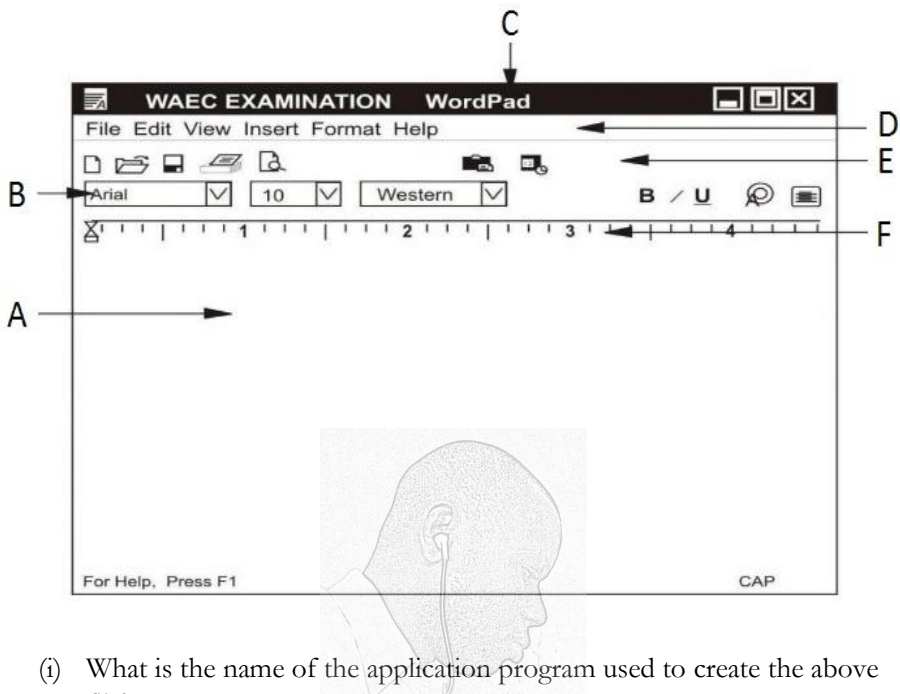 C
WAEC EXAMINATION WordPad
File Edit View Insert Format Help
D
E
B
Arial 10 Western B / U
1 2 3 4
F
A
For Help, Press F1 CAP
(i) What is the name of the application program used to create the above